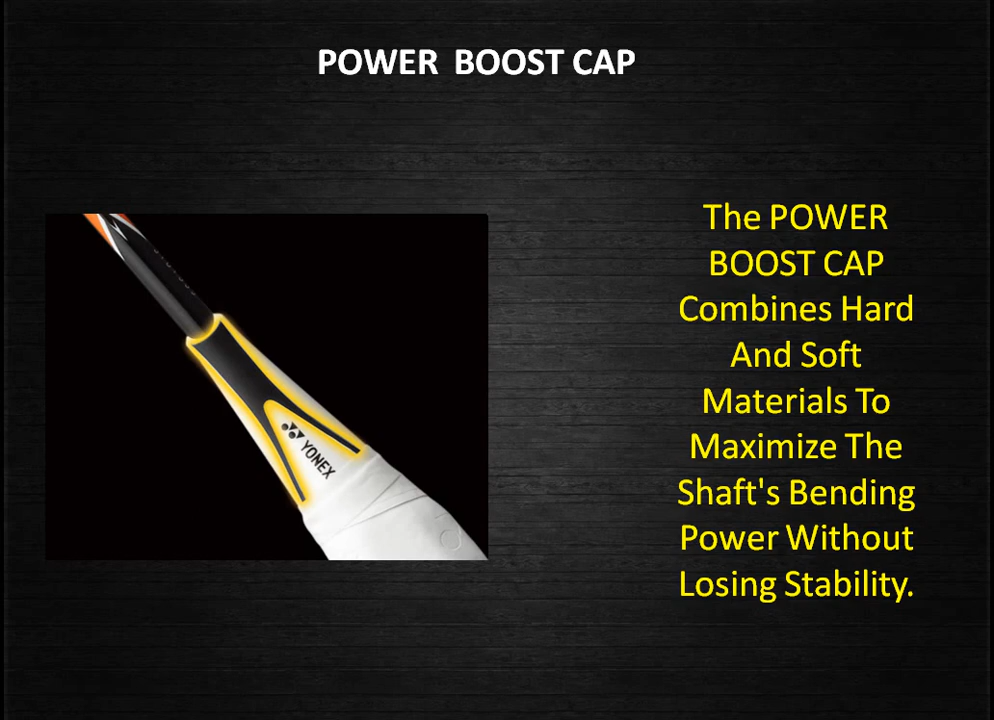 POWER BOOST CAP
The POWER
BOOST CAP
Combines Hard
And Soft
Materials To
Maximize The
Shaft's Bending
Power Without
Losing Stability.
YONEX